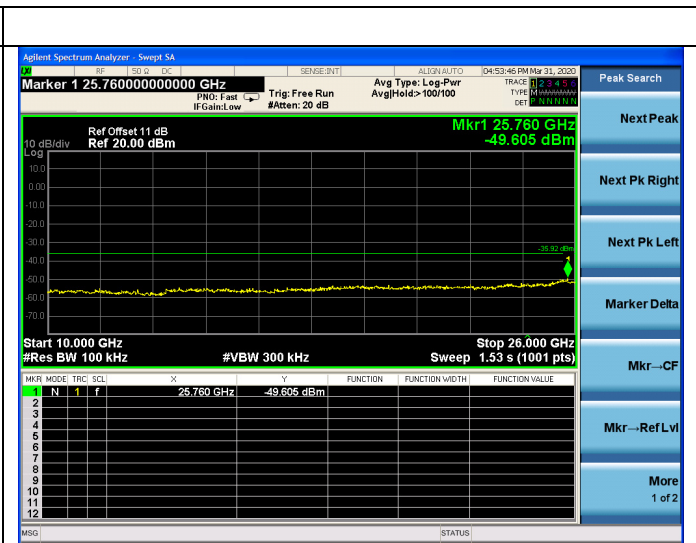 Agilent Spectrum Analyzer - Swept SA
RF 50 Ω DC SENSE:INT ALIGN AUTO 04:53:46 PM Mar 31, 2020
Marker 1 25.760000000000 GHz
PNO: Fast
IFGain:Low
Trig: Free Run
#Atten: 20 dB
Avg Type: Log-Pwr
Avg|Hold:>100/100
TRACE 1 2 3 4 5 6
TYPE M
DET P N N N N N
Peak Search
Next Peak
Next Pk Right
Next Pk Left
Marker Delta
Mkr→CF
Mkr→RefLvl
More
1 of 2
Mkr1 25.760 GHz
-49.605 dBm
Ref Offset 11 dB
10 dB/div Ref 20.00 dBm
Log
10.0
0.00
-10.0
-20.0
-30.0
-40.0
-50.0
-60.0
-70.0
-35.92 dBm
1
Start 10.000 GHz Stop 26.000 GHz
#Res BW 100 kHz #VBW 300 kHz Sweep 1.53 s (1001 pts)
MKR MODE TRC SCL X Y FUNCTION FUNCTION WIDTH FUNCTION VALUE
1 N 1 f 25.760 GHz -49.605 dBm
2
3
4
5
6
7
8
9
10
11
12
MSG STATUS